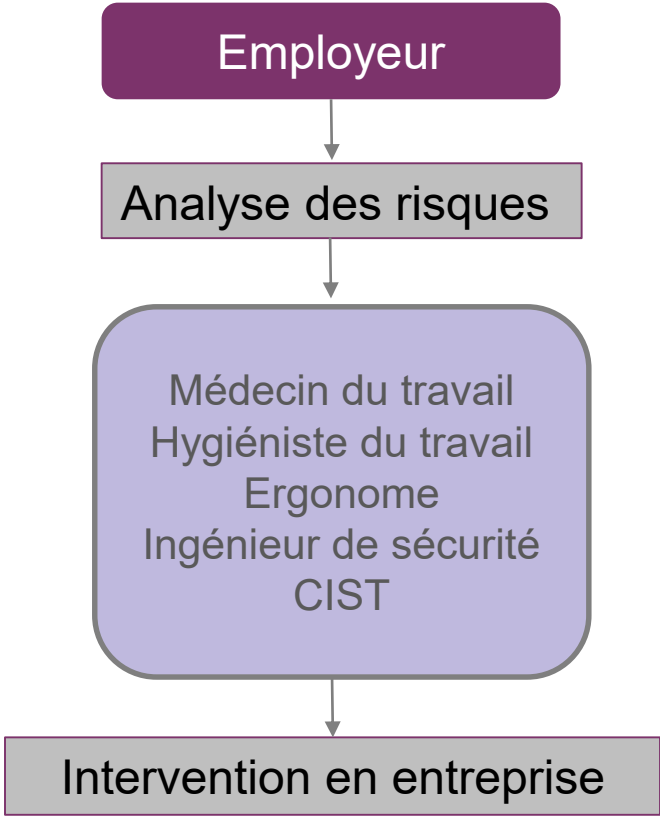 Employeur
Analyse des risques
Médecin du travail
Hygiéniste du travail
Ergonome
Ingénieur de sécurité
CIST
Intervention en entreprise